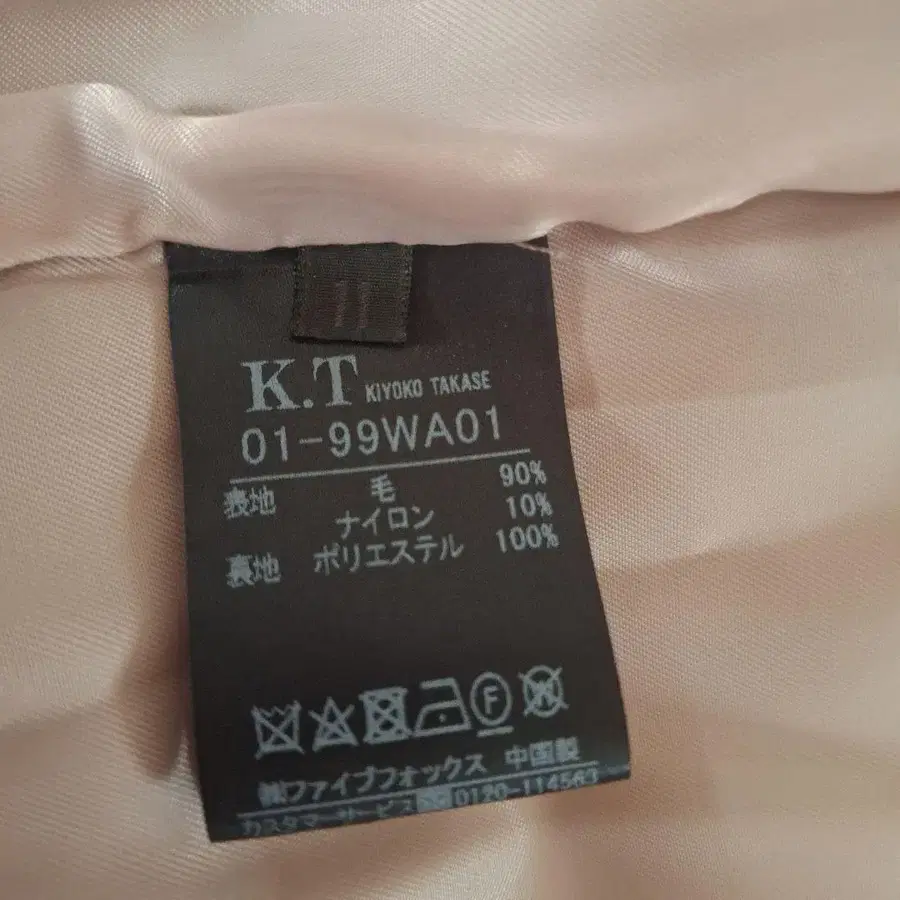 11
K.T KIYOKO TAKASE
01-99WA01
表地 毛 90%
ナイロン 10%
裏地 ポリエステル 100%
F W
㈱ファイブフォックス 中国製
カスタマーサービス 0120-114563